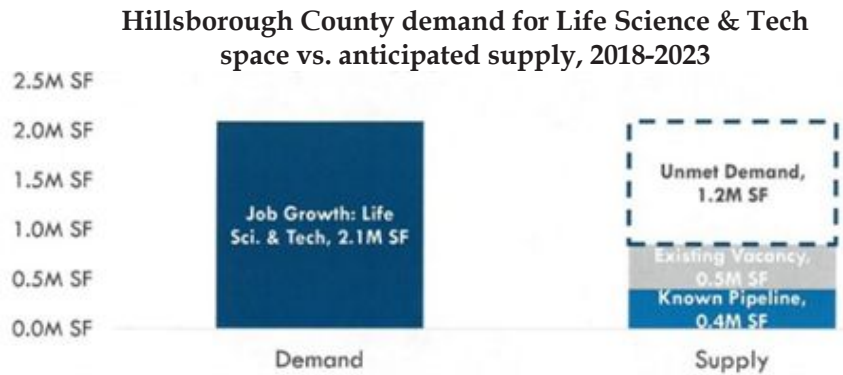 Hillsborough County demand for Life Science & Tech
space vs. anticipated supply, 2018-2023
2.5M SF
2.0M SF
1.5M SF
1.0M SF
0.5M SF
0.0M SF
Job Growth: Life
Sci. & Tech, 2.1M SF
Unmet Demand,
1.2M SF
Existing Vacancy,
0.5M SF
Known Pipeline,
0.4M SF
Demand
Supply